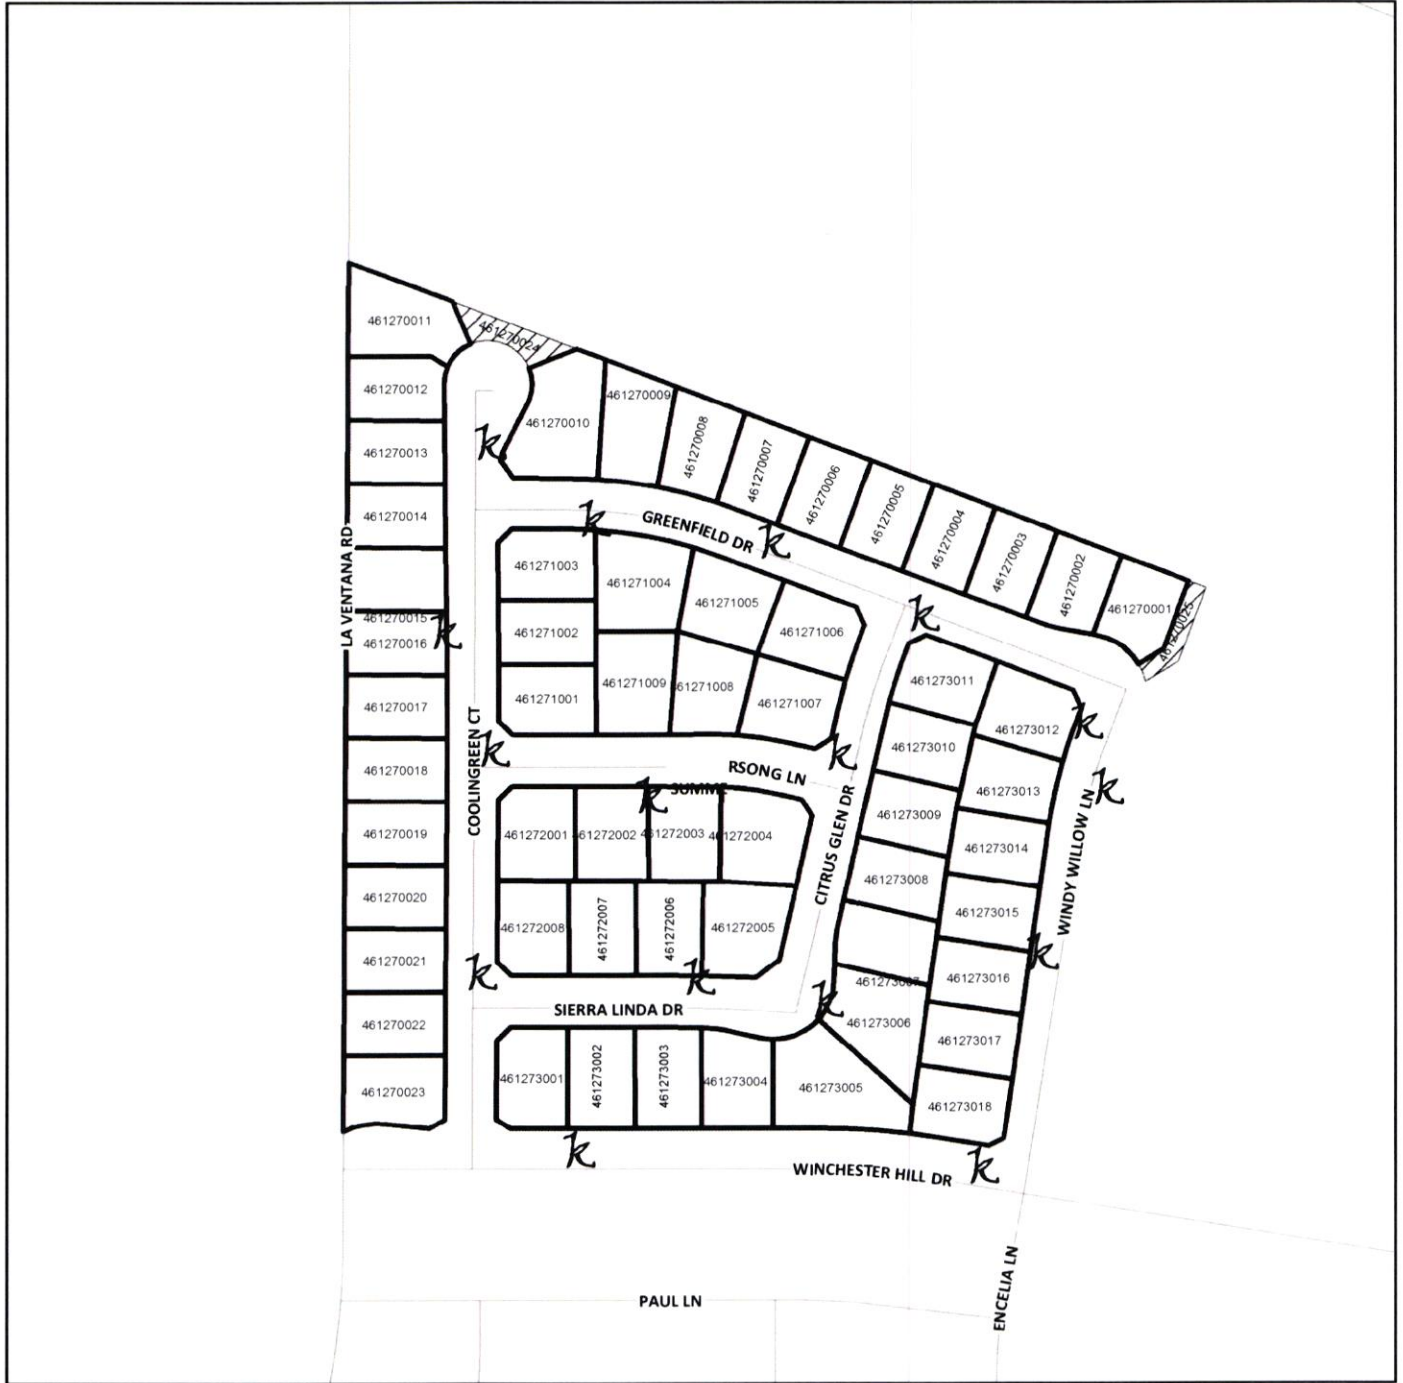 461270011
461270024
461270012
461270010
461270009
461270008
461270007
461270006
461270005
461270004
461270003
461270002
461270001
461270025
461270013
k
461270014
k
GREENFIELD DR
k
LA VENTANA RD
461271003
461271004
461271005
461271006
k
461270015
461270016
k
461271002
461271001
461271009
61271008
461271007
k
461273011
461273012
k
461270017
COOLINGREEN CT
k
RSONG LN
SUMME
k
461273010
461273013
k
WINDY WILLOW LN
461270018
461270019
461272001
461272002
461272003
461272004
CITRUS GLEN DR
461273009
461273014
461273008
461273015
461270020
461272008
461272007
461272006
461272005
k
461270021
k
k
461273007
461273016
k
461273006
461270022
SIERRA LINDA DR
461273017
461270023
461273001
461273002
461273003
461273004
461273005
461273018
k
WINCHESTER HILL DR
k
PAUL LN
ENCELIA LN